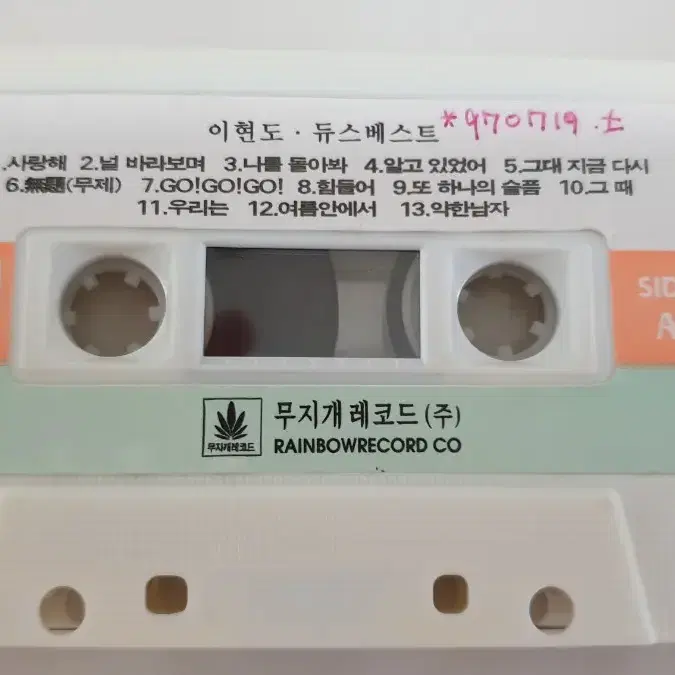 이현도 · 듀스베스트 *970719.土
.사랑해 2.널 바라보며 3.나를 돌아봐 4.알고 있었어 5.그대 지금 다시
6.無題(무제) 7.GO!GO!GO! 8.힘들어 9.또 하나의 슬픔 10.그 때
11.우리는 12.여름안에서 13.약한남자
SID
A
무지개레코드
무지개레코드(주)
RAINBOWRECORD CO